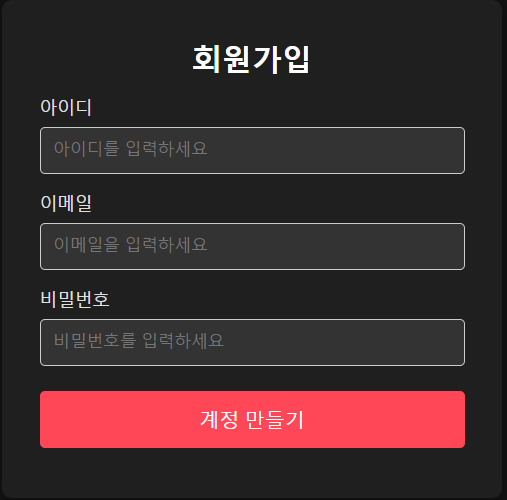 회원가입
아이디
아이디를 입력하세요
이메일
이메일을 입력하세요
비밀번호
비밀번호를 입력하세요
계정 만들기